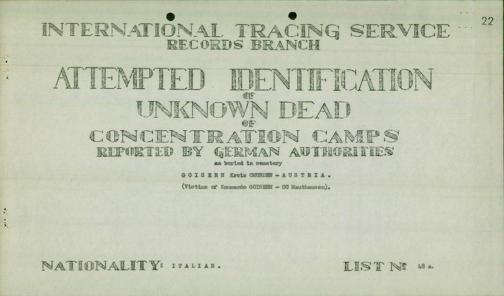 22
INTERNATIONAL TRACING SERVICE
RECORDS BRANCH
ATTEMPTED IDENTIFICATION
OF
UNKNOWN DEAD
OF
CONCENTRATION CAMPS
REPORTED BY GERMAN AUTHORITIES
as buried in cemetery
GOISERN Kreis GMUNDEN - AUSTRIA.
(Victims of Kommando GOISERN - CC Mauthausen).
NATIONALITY: ITALIAN. LIST Nº